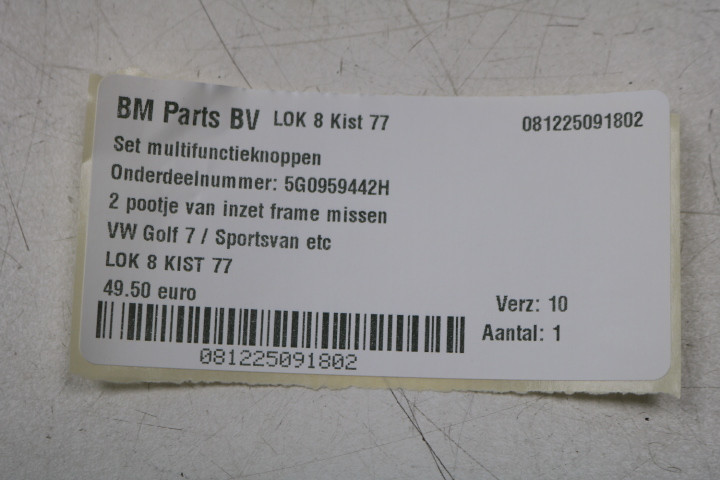 BM Parts BV LOK 8 Kist 77 081225091802
Set multifunctieknoppen
Onderdeelnummer: 5G0959442H
2 pootje van inzet frame missen
VW Golf 7 / Sportsvan etc
LOK 8 KIST 77
49.50 euro
Verz: 10
Aantal: 1
081225091802